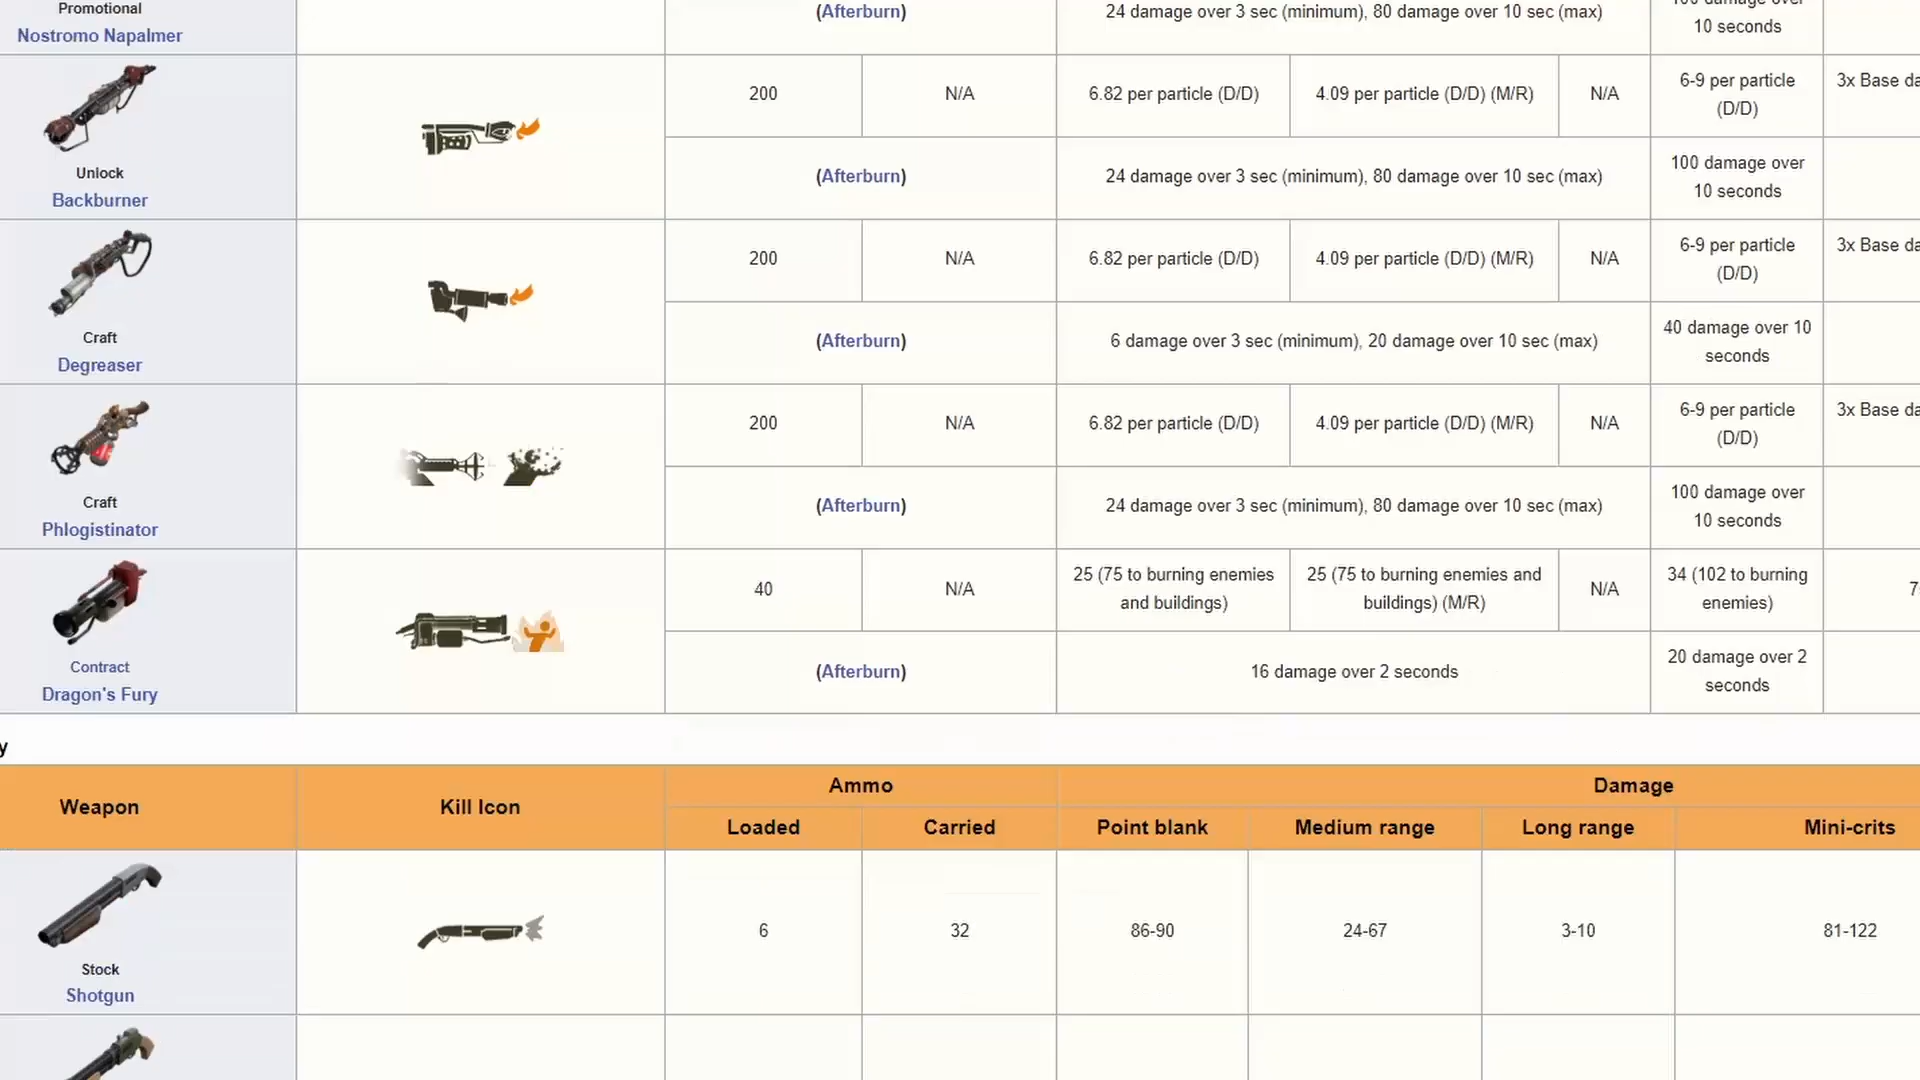 Promotional
Nostromo Napalmer
(Afterburn)
24 damage over 3 sec (minimum), 80 damage over 10 sec (max)
100 damage over
10 seconds
Unlock
Backburner
200
N/A
6.82 per particle (D/D)
4.09 per particle (D/D) (M/R)
N/A
6-9 per particle
(D/D)
3x Base da
(Afterburn)
24 damage over 3 sec (minimum), 80 damage over 10 sec (max)
100 damage over
10 seconds
Craft
Degreaser
200
N/A
6.82 per particle (D/D)
4.09 per particle (D/D) (M/R)
N/A
6-9 per particle
(D/D)
3x Base da
(Afterburn)
6 damage over 3 sec (minimum), 20 damage over 10 sec (max)
40 damage over 10
seconds
Craft
Phlogistinator
200
N/A
6.82 per particle (D/D)
4.09 per particle (D/D) (M/R)
N/A
6-9 per particle
(D/D)
3x Base da
(Afterburn)
24 damage over 3 sec (minimum), 80 damage over 10 sec (max)
100 damage over
10 seconds
Contract
Dragon's Fury
40
N/A
25 (75 to burning enemies
and buildings)
25 (75 to burning enemies and
buildings) (M/R)
N/A
34 (102 to burning
enemies)
(Afterburn)
16 damage over 2 seconds
20 damage over 2
seconds
y
Weapon
Kill Icon
Ammo
Damage
Loaded
Carried
Point blank
Medium range
Long range
Mini-crits
Stock
Shotgun
6
32
86-90
24-67
3-10
81-122